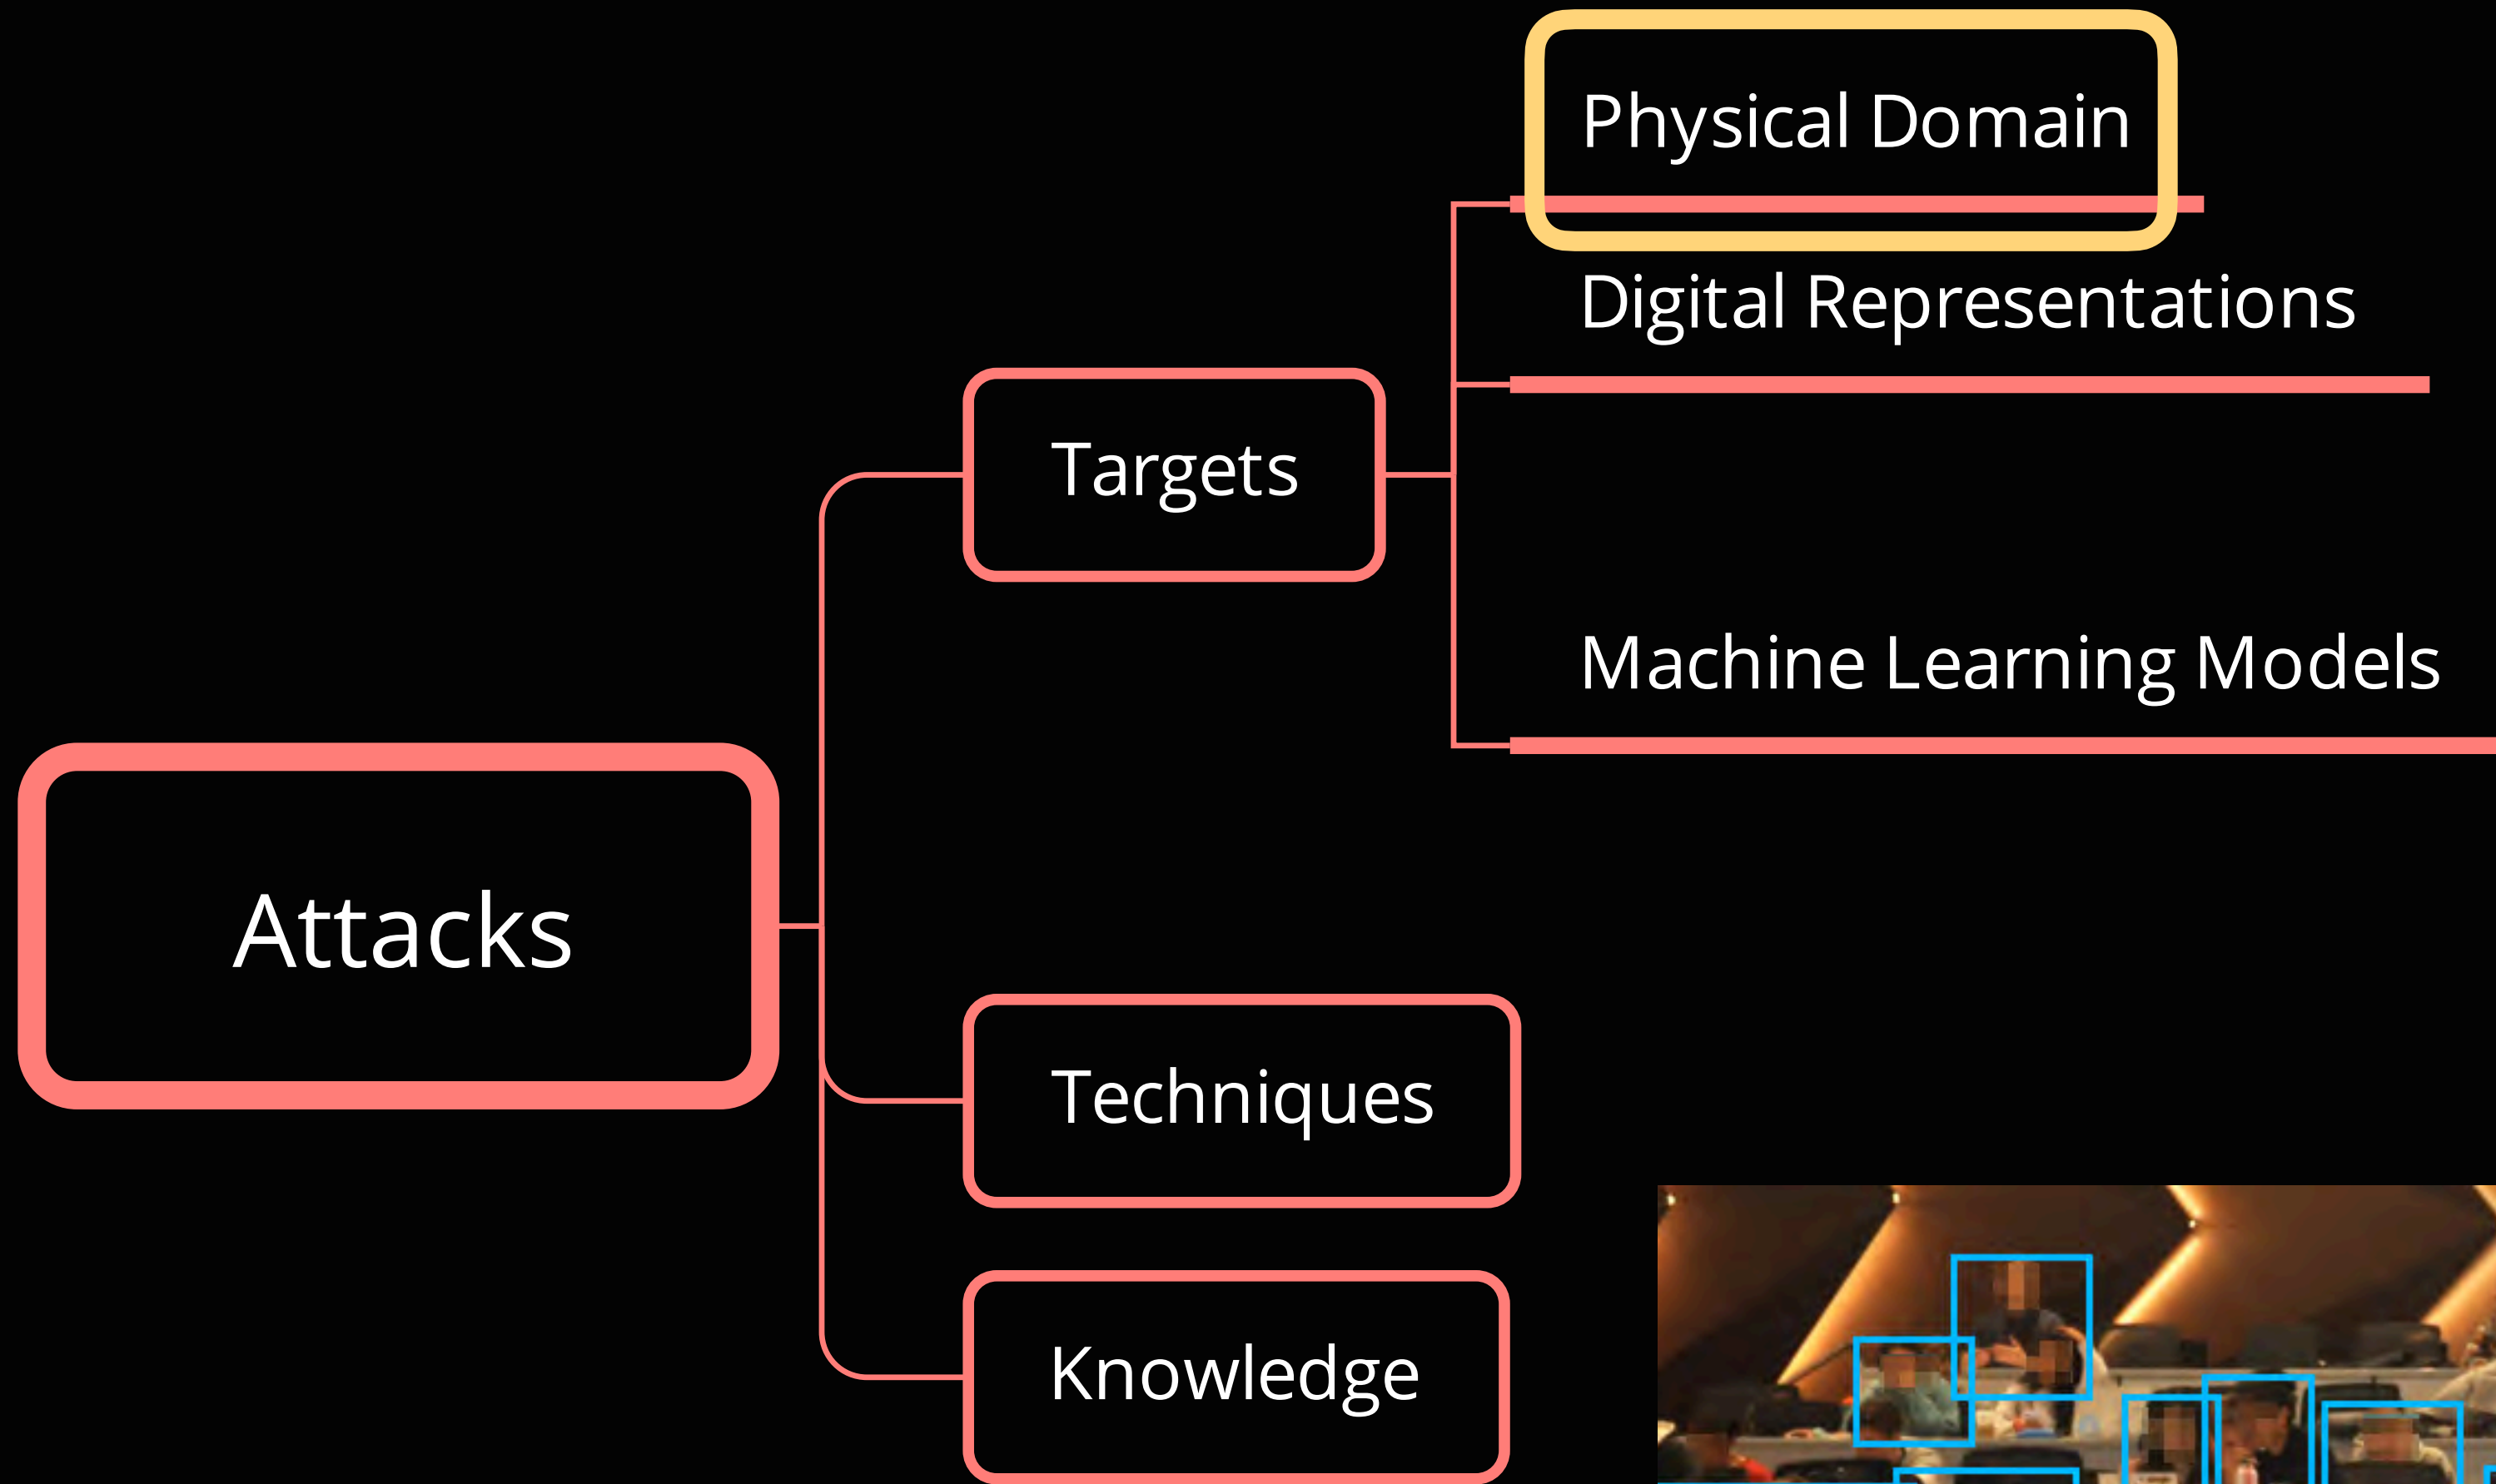 Physical Domain
Digital Representations
Targets
Machine Learning Models
Attacks
Techniques
Knowledge